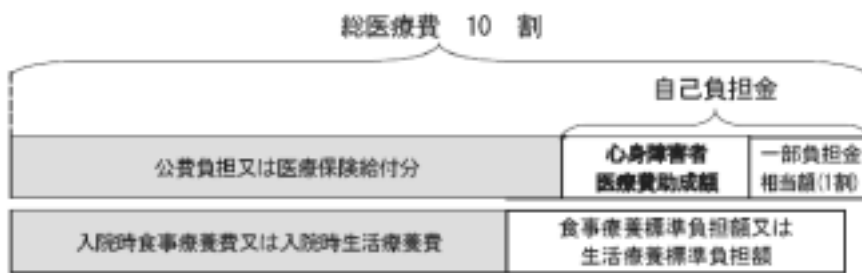 総医療費 10 割
自己負担金
公費負担又は医療保険給付分
心身障害者
医療費助成額
一部負担金
相当額(1割)
入院時食事療養費又は入院時生活療養費
食事療養標準負担額又は
生活療養標準負担額